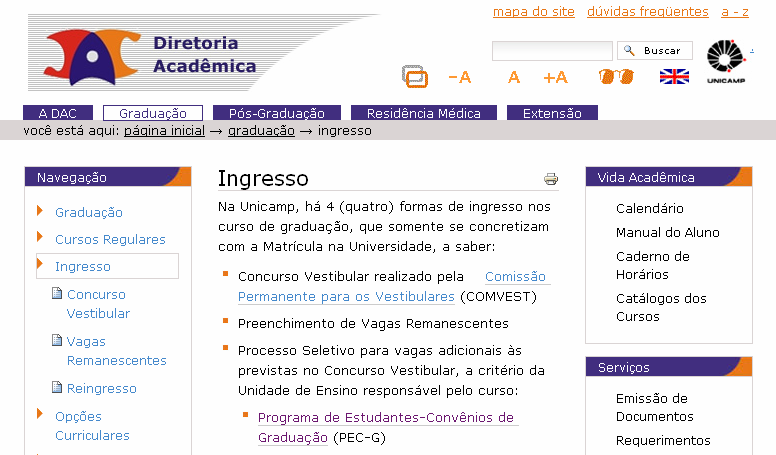 mapa do site dúvidas freqüentes a - z
Diretoria
Acadêmica
Buscar
-A A +A
UNICAMP
A DAC Graduação Pós-Graduação Residência Médica Extensão
você está aqui: página inicial → graduação → ingresso
Navegação
Graduação
Cursos Regulares
Ingresso
Concurso
Vestibular
Vagas
Remanescentes
Reingresso
Opções
Curriculares
Ingresso
Na Unicamp, há 4 (quatro) formas de ingresso nos
curso de graduação, que somente se concretizam
com a Matrícula na Universidade, a saber:
Concurso Vestibular realizado pela Comissão
Permanente para os Vestibulares (COMVEST)
Preenchimento de Vagas Remanescentes
Processo Seletivo para vagas adicionais às
previstas no Concurso Vestibular, a critério da
Unidade de Ensino responsável pelo curso:
Programa de Estudantes-Convênios de
Graduação (PEC-G)
Vida Acadêmica
Calendário
Manual do Aluno
Caderno de
Horários
Catálogos dos
Cursos
Serviços
Emissão de
Documentos
Requerimentos